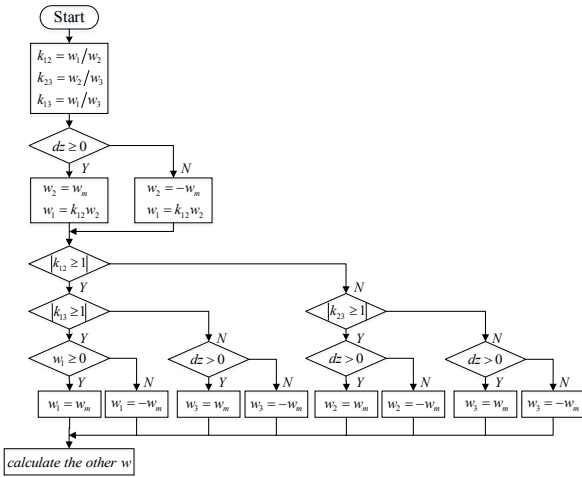 Start
k₁₂ = w₁/w₂
k₂₃ = w₂/w₃
k₁₃ = w₁/w₃
dz ≥ 0
Y
N
w₂ = wₘ
w₁ = k₁₂w₂
w₂ = −wₘ
w₁ = k₁₂w₂
|k₁₂ ≥ 1|
Y
N
|k₁₃ ≥ 1|
|k₂₃ ≥ 1|
Y
N
Y
N
w₁ ≥ 0
dz > 0
dz > 0
dz > 0
Y
N
Y
N
Y
N
Y
N
w₁ = wₘ
w₁ = −wₘ
w₃ = wₘ
w₃ = −wₘ
w₂ = wₘ
w₂ = −wₘ
w₃ = wₘ
w₃ = −wₘ
calculate the other w